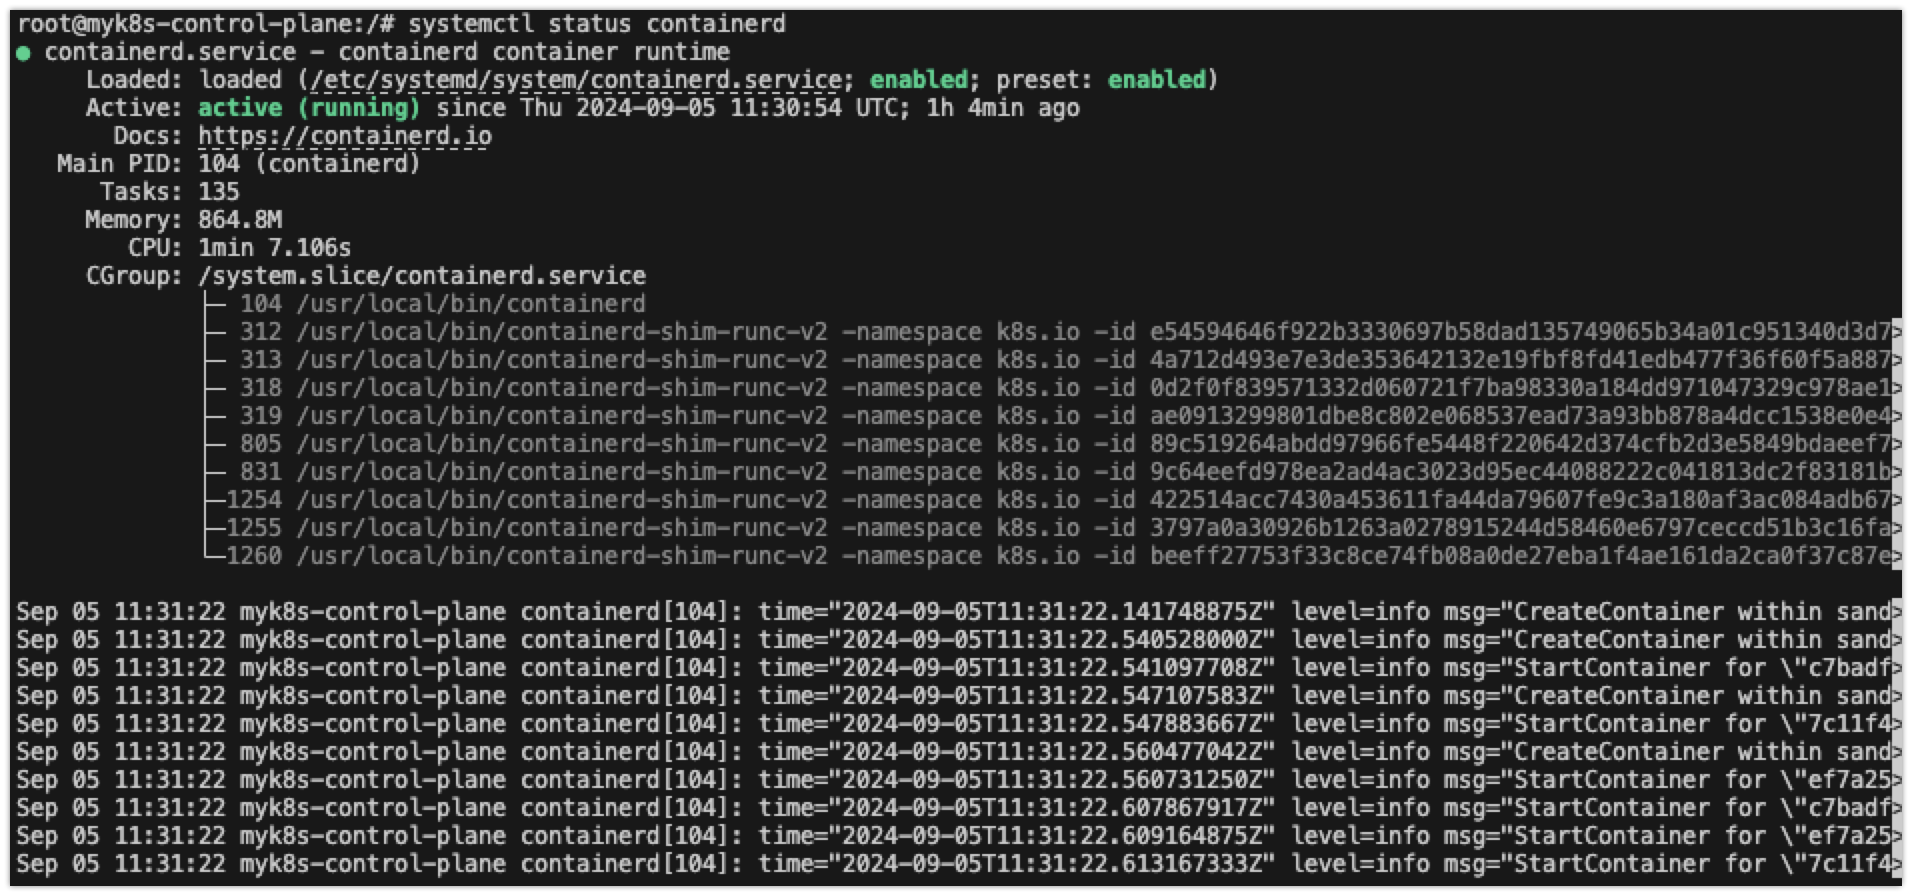 root@myk8s-control-plane:/# systemctl status containerd
● containerd.service - containerd container runtime
Loaded: loaded (/etc/systemd/system/containerd.service; enabled; preset: enabled)
Active: active (running) since Thu 2024-09-05 11:30:54 UTC; 1h 4min ago
Docs: https://containerd.io
Main PID: 104 (containerd)
Tasks: 135
Memory: 864.8M
CPU: 1min 7.106s
CGroup: /system.slice/containerd.service
├─ 104 /usr/local/bin/containerd
├─ 312 /usr/local/bin/containerd-shim-runc-v2 -namespace k8s.io -id e54594646f922b3330697b58dad135749065b34a01c951340d3d7>
├─ 313 /usr/local/bin/containerd-shim-runc-v2 -namespace k8s.io -id 4a712d493e7e3de353642132e19fbf8fd41edb477f36f60f5a887>
├─ 318 /usr/local/bin/containerd-shim-runc-v2 -namespace k8s.io -id 0d2f0f839571332d060721f7ba98330a184dd971047329c978ae1>
├─ 319 /usr/local/bin/containerd-shim-runc-v2 -namespace k8s.io -id ae0913299801dbe8c802e068537ead73a93bb878a4dcc1538e0e4>
├─ 805 /usr/local/bin/containerd-shim-runc-v2 -namespace k8s.io -id 89c519264abdd97966fe5448f220642d374cfb2d3e5849bdaeef7>
├─ 831 /usr/local/bin/containerd-shim-runc-v2 -namespace k8s.io -id 9c64eefd978ea2ad4ac3023d95ec44088222c041813dc2f83181b>
├─1254 /usr/local/bin/containerd-shim-runc-v2 -namespace k8s.io -id 422514acc7430a453611fa44da79607fe9c3a180af3ac084adb67>
├─1255 /usr/local/bin/containerd-shim-runc-v2 -namespace k8s.io -id 3797a0a30926b1263a0278915244d58460e6797ceccd51b3c16fa>
└─1260 /usr/local/bin/containerd-shim-runc-v2 -namespace k8s.io -id beeff27753f33c8ce74fb08a0de27eba1f4ae161da2ca0f37c87e>
Sep 05 11:31:22 myk8s-control-plane containerd[104]: time="2024-09-05T11:31:22.141748875Z" level=info msg="CreateContainer within sand>
Sep 05 11:31:22 myk8s-control-plane containerd[104]: time="2024-09-05T11:31:22.540528000Z" level=info msg="CreateContainer within sand>
Sep 05 11:31:22 myk8s-control-plane containerd[104]: time="2024-09-05T11:31:22.541097708Z" level=info msg="StartContainer for \"c7badf>
Sep 05 11:31:22 myk8s-control-plane containerd[104]: time="2024-09-05T11:31:22.547107583Z" level=info msg="CreateContainer within sand>
Sep 05 11:31:22 myk8s-control-plane containerd[104]: time="2024-09-05T11:31:22.547883667Z" level=info msg="StartContainer for \"7c11f4>
Sep 05 11:31:22 myk8s-control-plane containerd[104]: time="2024-09-05T11:31:22.560477042Z" level=info msg="CreateContainer within sand>
Sep 05 11:31:22 myk8s-control-plane containerd[104]: time="2024-09-05T11:31:22.560731250Z" level=info msg="StartContainer for \"ef7a25>
Sep 05 11:31:22 myk8s-control-plane containerd[104]: time="2024-09-05T11:31:22.607867917Z" level=info msg="StartContainer for \"c7badf>
Sep 05 11:31:22 myk8s-control-plane containerd[104]: time="2024-09-05T11:31:22.609164875Z" level=info msg="StartContainer for \"ef7a25>
Sep 05 11:31:22 myk8s-control-plane containerd[104]: time="2024-09-05T11:31:22.613167333Z" level=info msg="StartContainer for \"7c11f4>